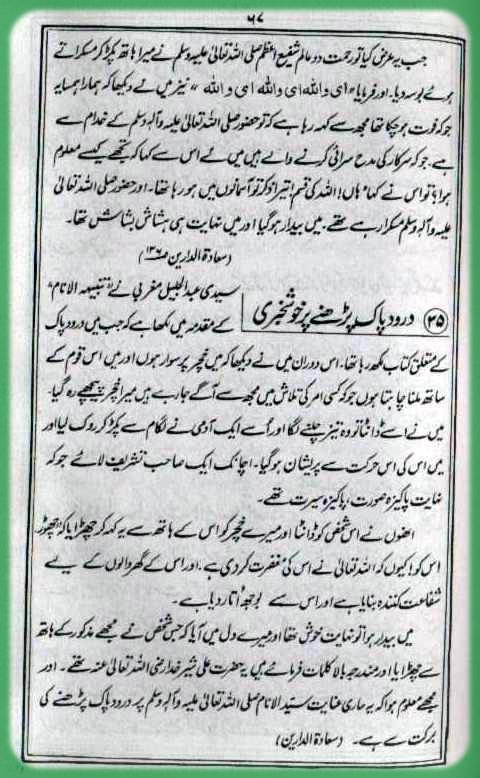 ۶۷
جب یہ عرض کیا تو رحمت دو عالم شفیع اعظم صلی اللہ تعالیٰ علیہ وسلم نے میرا ہاتھ پکڑ کر مسکراتے
ہوئے بوسہ دیا۔ اور فرمایا "ای واللہ ای واللہ ای واللہ" نیز میں نے دیکھا کہ ہمارا ہمسایہ
جو کہ فوت ہو چکا تھا مجھ سے کہہ رہا ہے کہ تو حضور صلی اللہ تعالیٰ علیہ وآلہ وسلم کے خدام سے
ہے۔ جو کہ سرکار کی مدح سرائی کرنے والے ہیں میں نے اس سے کہا کہ تجھے کیسے معلوم
ہوا؟ تو اس نے کہا ہاں! اللہ کی قسم! تیرا ذکر تو آسمانوں میں ہو رہا تھا۔ اور حضور صلی اللہ تعالیٰ
علیہ وآلہ وسلم مسکرا رہے تھے۔ میں بیدار ہو گیا اور میں نہایت ہی ہشاش بشاش تھا۔
(سعادۃ الدارین ص۱۳۶)
۳۵ درود پاک پڑھنے پر خوشخبری
سیدی عبدالجلیل مغربی نے "تنبیہ الانام"
کے مقدمہ میں لکھا ہے کہ جب میں درود پاک
کے متعلق کتاب لکھ رہا تھا۔ اس دوران میں نے دیکھا کہ میں خچر پر سوار ہوں اور میں اس قوم کے
ساتھ ملنا چاہتا ہوں جو کہ کسی امر کی تلاش میں مجھ سے آگے جا رہے ہیں میرا خچر پیچھے رہ گیا۔
میں نے اسے ڈانٹا تو وہ تیز چلنے لگا اور اسے ایک آدمی نے لگام سے پکڑ کر روک لیا اور
میں اس کی اس حرکت سے پریشان ہو گیا۔ اچانک ایک صاحب تشریف لائے جو کہ
نہایت پاکیزہ صورت، پاکیزہ سیرت تھے۔
انھوں نے اس شخص کو ڈانٹا اور میرے خچر کو اس کے ہاتھ سے یہ کہہ کر چھڑایا کہ "چھوڑ
اس کو! کیوں کہ اللہ تعالیٰ نے اس کی مغفرت کر دی ہے۔ اور اس کے گھر والوں کے لیے
شفاعت کنندہ بنایا ہے اور اس سے بوجھ اتار دیا ہے۔
میں بیدار ہوا تو نہایت خوش تھا اور میرے دل میں آیا کہ جس شخص نے مجھے مذکور کے ہاتھ
سے چھڑایا اور مندرجہ بالا کلمات فرمائے ہیں یہ حضرت علی شیر خدا رضی اللہ تعالیٰ عنہ تھے۔ اور
مجھے معلوم ہوا کہ یہ ساری عنایت سید الانام صلی اللہ تعالیٰ علیہ وآلہ وسلم پر درود پاک پڑھنے کی
برکت سے ہے۔ (سعادۃ الدارین)